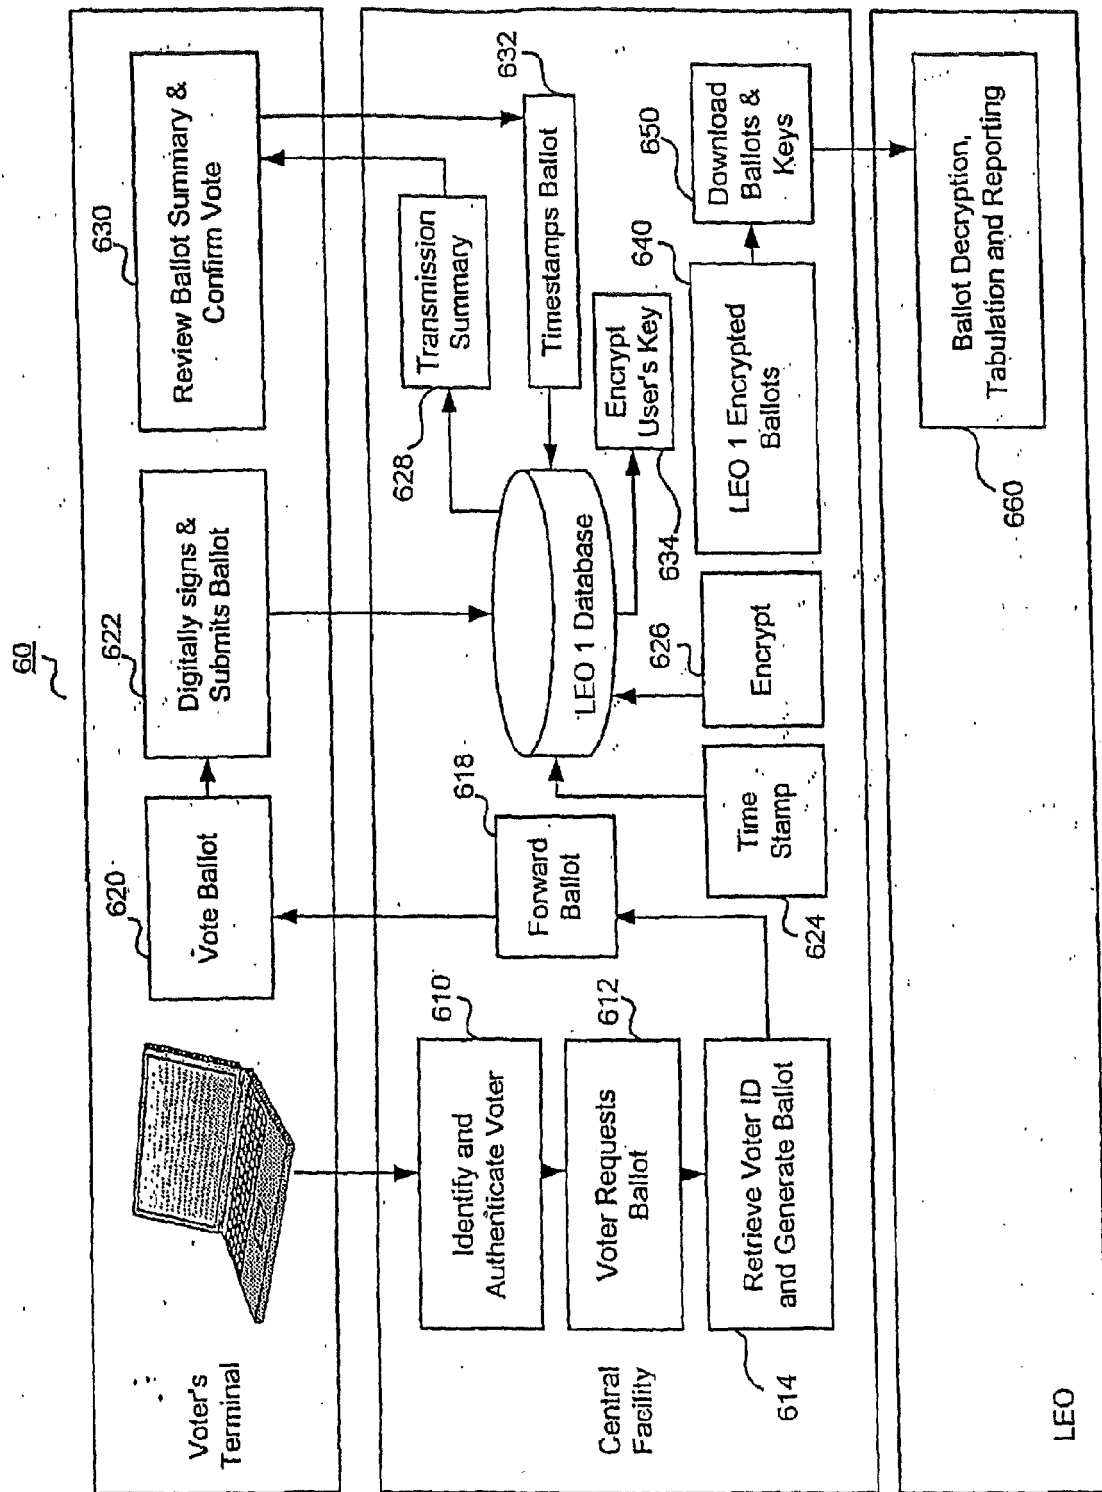 60
Voter's
Terminal
620
Vote Ballot
622
Digitally signs &
Submits Ballot
630
Review Ballot Summary &
Confirm Vote
Central
Facility
610
Identify and
Authenticate Voter
612
Voter Requests
Ballot
614
Retrieve Voter ID
and Generate Ballot
618
Forward
Ballot
624
Time
Stamp
626
Encrypt
LEO 1 Database
628
Transmission
Summary
632
Timestamps Ballot
634
Encrypt
User's Key
640
LEO 1 Encrypted
Ballots
650
Download
Ballots &
Keys
LEO
660
Ballot Decryption,
Tabulation and Reporting